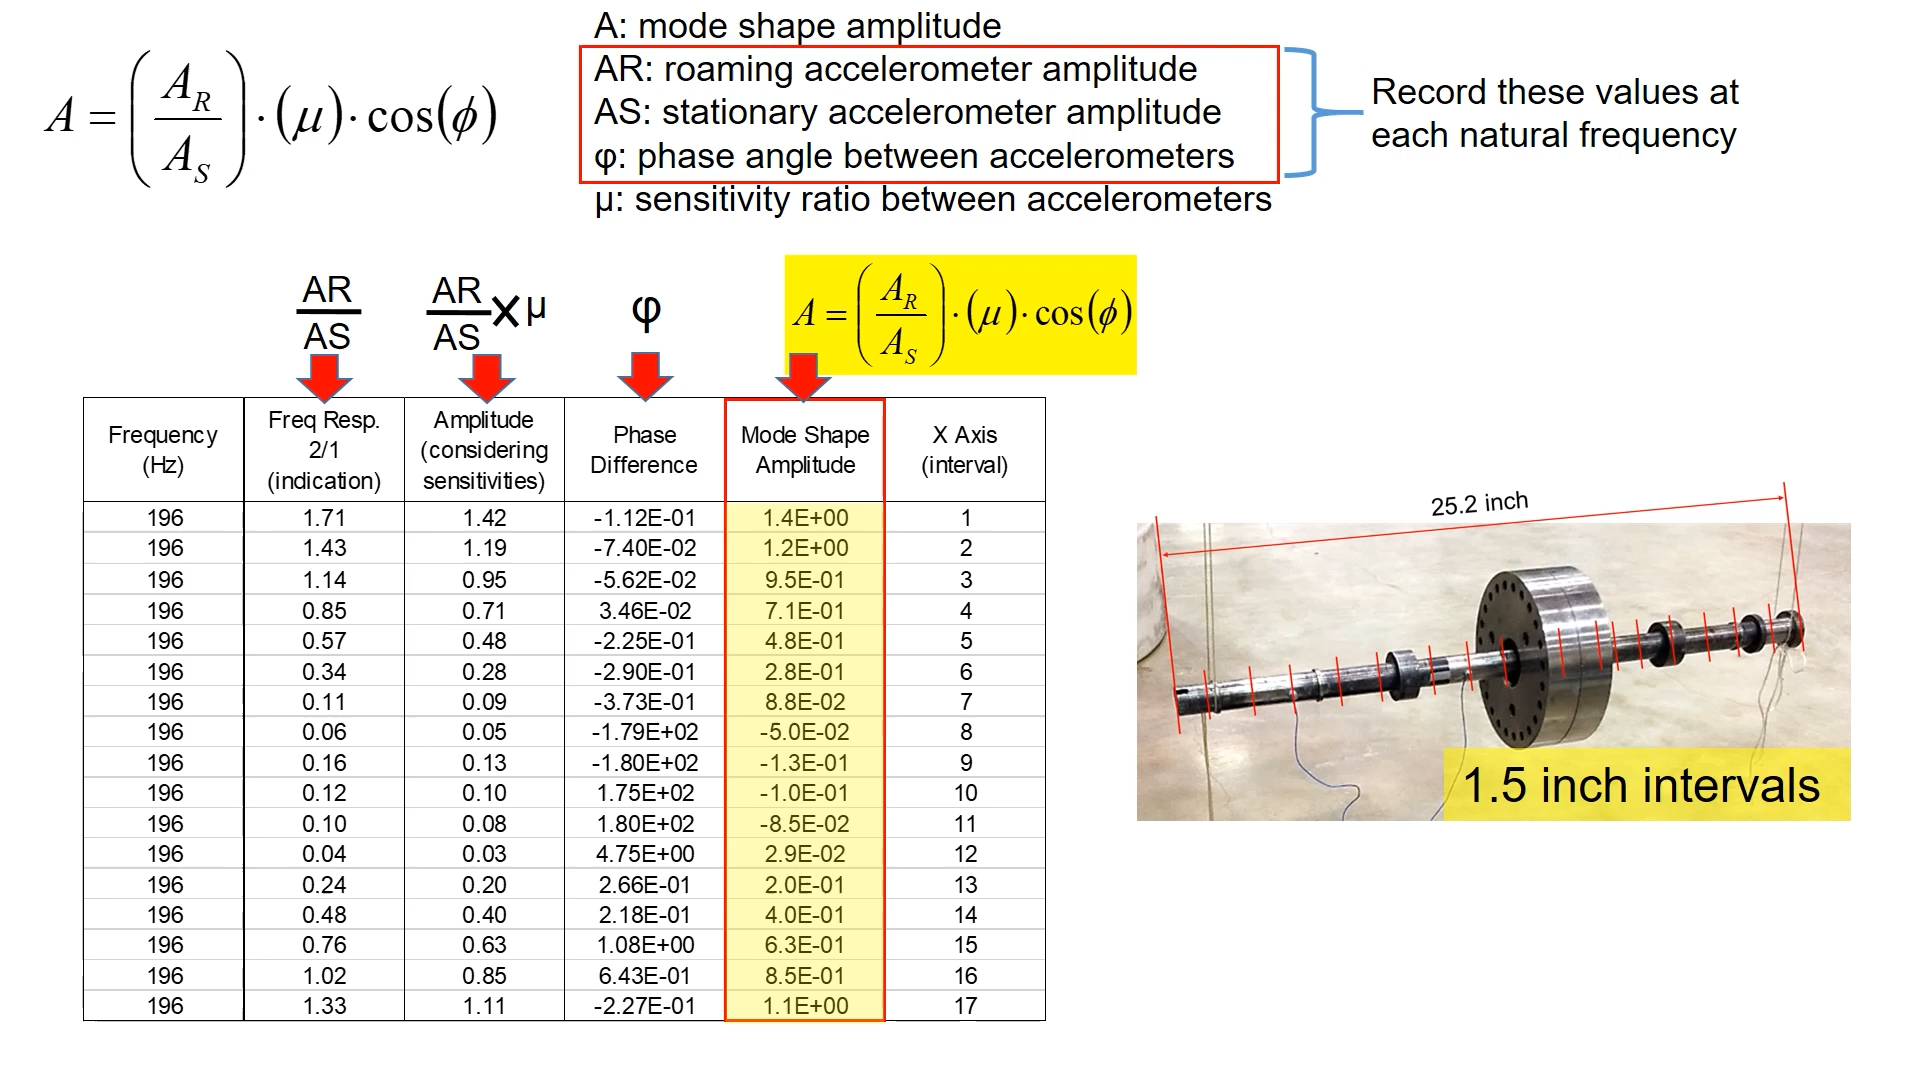 A: mode shape amplitude
AR: roaming accelerometer amplitude
AS: stationary accelerometer amplitude
φ: phase angle between accelerometers
μ: sensitivity ratio between accelerometers
A = (A_R / A_S) · (μ) · cos(ϕ)
Record these values at
each natural frequency
AR
AS
AR
AS × μ
φ
A = (A_R / A_S) · (μ) · cos(ϕ)
Frequency (Hz) Freq Resp. 2/1 (indication) Amplitude (considering sensitivities) Phase Difference Mode Shape Amplitude X Axis (interval)
196 1.71 1.42 -1.12E-01 1.4E+00 1
196 1.43 1.19 -7.40E-02 1.2E+00 2
196 1.14 0.95 -5.62E-02 9.5E-01 3
196 0.85 0.71 3.46E-02 7.1E-01 4
196 0.57 0.48 -2.25E-01 4.8E-01 5
196 0.34 0.28 -2.90E-01 2.8E-01 6
196 0.11 0.09 -3.73E-01 8.8E-02 7
196 0.06 0.05 -1.79E+02 -5.0E-02 8
196 0.16 0.13 -1.80E+02 -1.3E-01 9
196 0.12 0.10 1.75E+02 -1.0E-01 10
196 0.10 0.08 1.80E+02 -8.5E-02 11
196 0.04 0.03 4.75E+00 2.9E-02 12
196 0.24 0.20 2.66E-01 2.0E-01 13
196 0.48 0.40 2.18E-01 4.0E-01 14
196 0.76 0.63 1.08E+00 6.3E-01 15
196 1.02 0.85 6.43E-01 8.5E-01 16
196 1.33 1.11 -2.27E-01 1.1E+00 17
25.2 inch
1.5 inch intervals